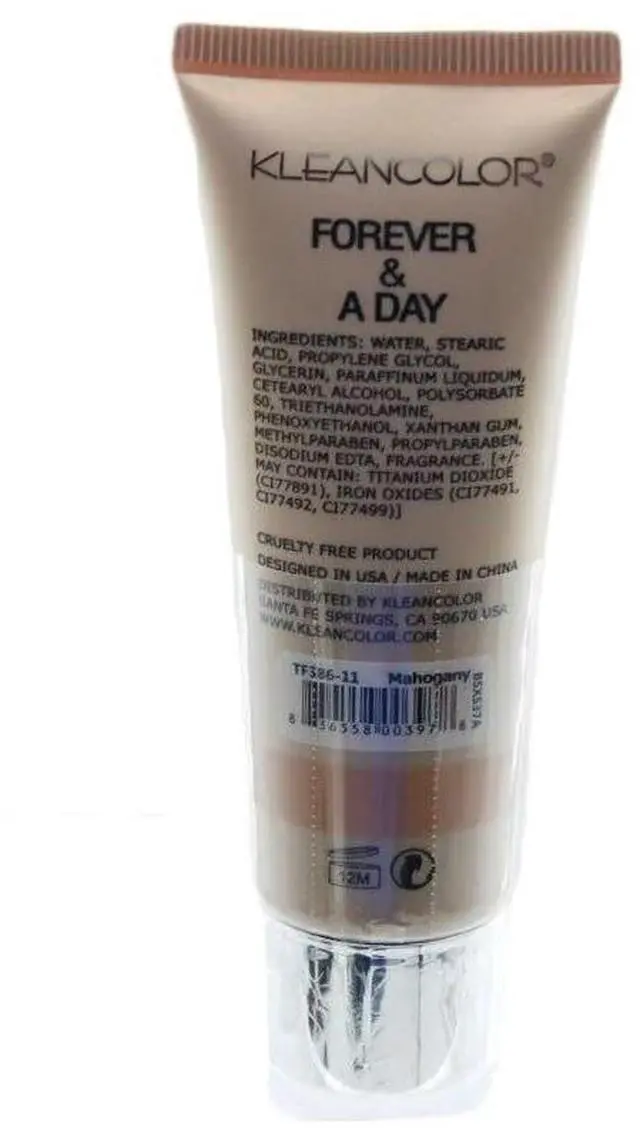 KLEANCOLOR®
FOREVER
&
A DAY
INGREDIENTS: WATER, STEARIC
ACID, PROPYLENE GLYCOL,
GLYCERIN, PARAFFINUM LIQUIDUM,
CETEARYL ALCOHOL, POLYSORBATE
60, TRIETHANOLAMINE,
PHENOXYETHANOL, XANTHAN GUM,
METHYLPARABEN, PROPYLPARABEN,
DISODIUM EDTA, FRAGRANCE. [+/-
MAY CONTAIN: TITANIUM DIOXIDE
(CI77891), IRON OXIDES (CI77491,
CI77492, CI77499)]
CRUELTY FREE PRODUCT
DESIGNED IN USA / MADE IN CHINA
DISTRIBUTED BY KLEANCOLOR
SANTA FE SPRINGS, CA 90670 USA
WWW.KLEANCOLOR.COM
TF386-11 Mahogany
12M